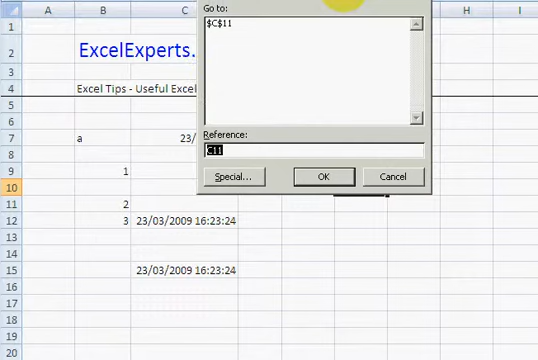 A B C H I
1
Go to:
$C$11
2 ExcelExperts.
3
4 Excel Tips - Useful Excel
5
6
Reference:
7 a 23/
C11
8
9 1
Special... OK Cancel
10
11 2
12 3 23/03/2009 16:23:24
13
14
15 23/03/2009 16:23:24
16
17
18
19
20